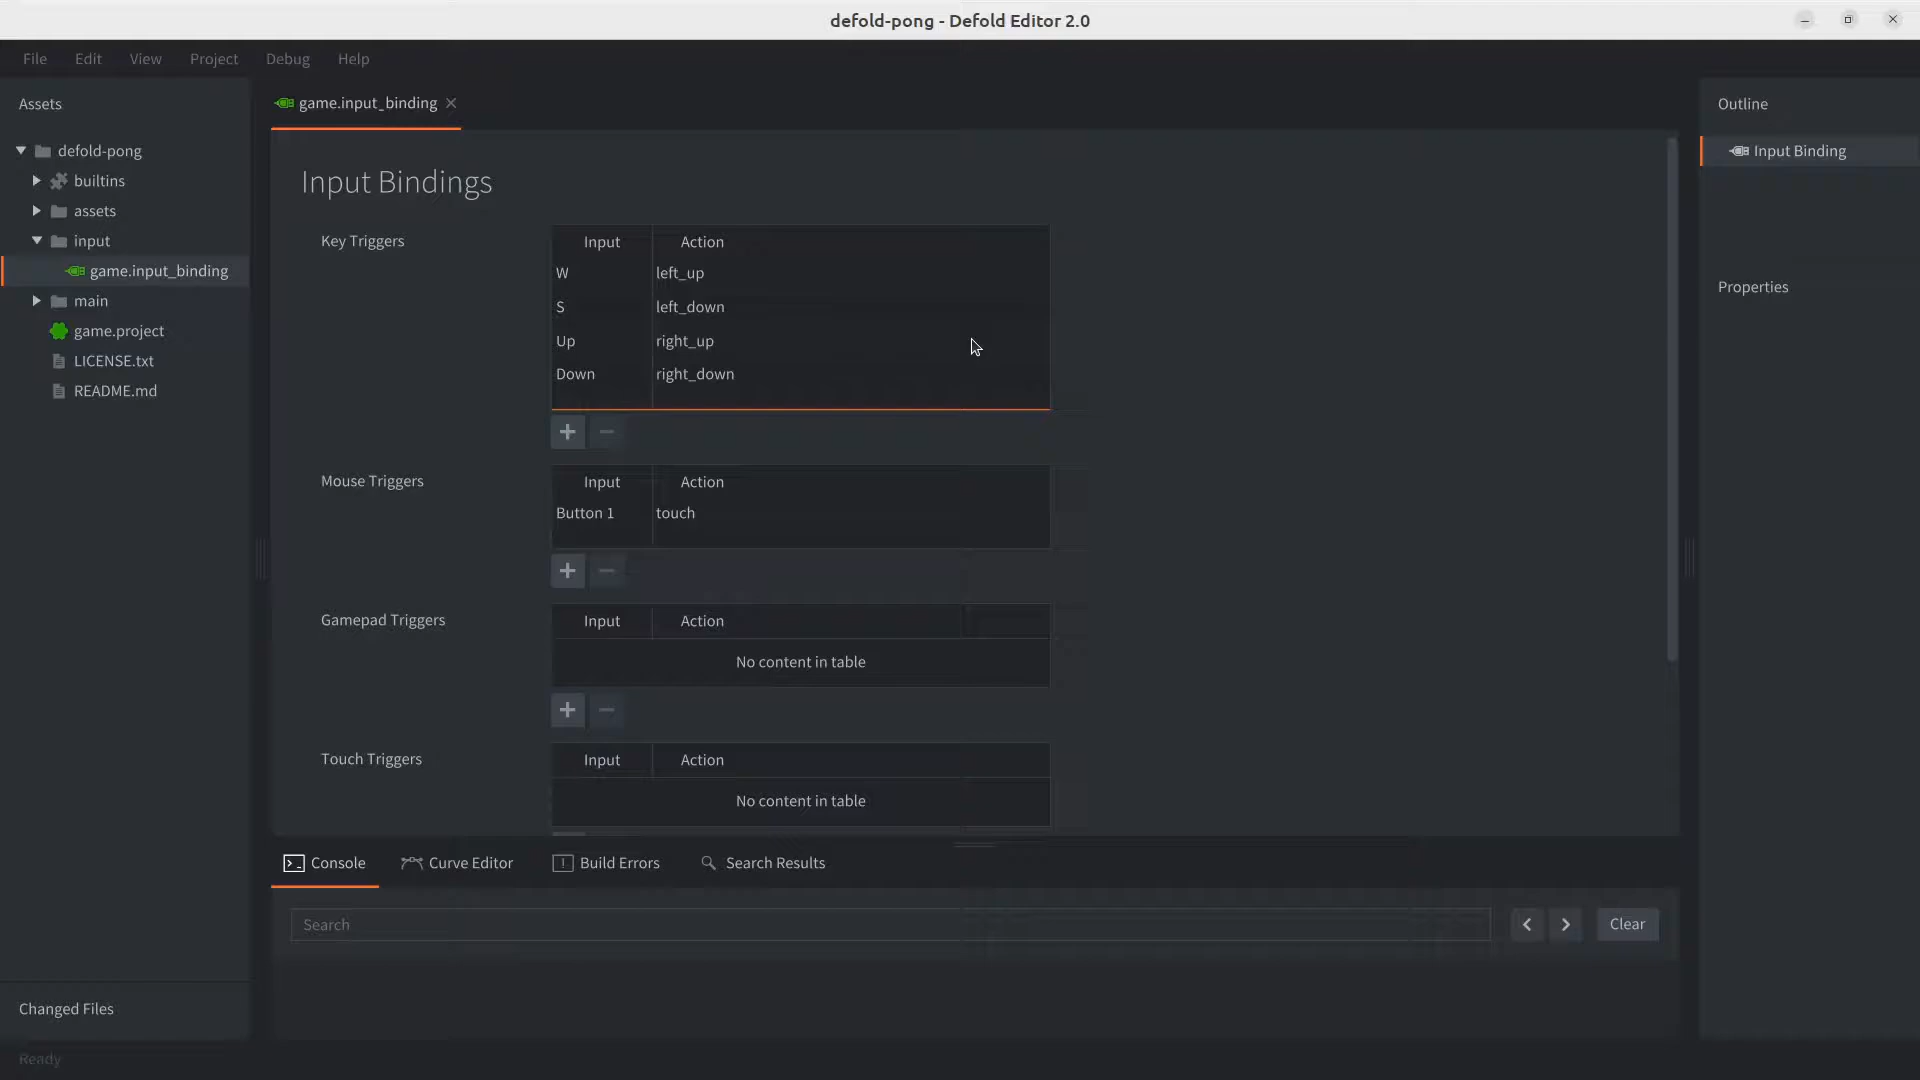 defold-pong - Defold Editor 2.0
File Edit View Project Debug Help
Assets
defold-pong
builtins
assets
input
game.input_binding
main
game.project
LICENSE.txt
README.md
Changed Files
Ready
game.input_binding
Input Bindings
Key Triggers
Input Action
W left_up
S left_down
Up right_up
Down right_down
Mouse Triggers
Input Action
Button 1 touch
Gamepad Triggers
Input Action
No content in table
Touch Triggers
Input Action
No content in table
Console Curve Editor Build Errors Search Results
Search
Clear
Outline
Input Binding
Properties